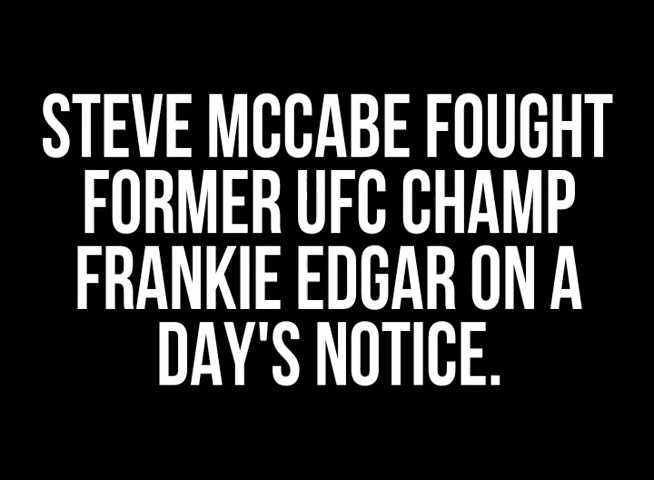 STEVE MCCABE FOUGHT
FORMER UFC CHAMP
FRANKIE EDGAR ON A
DAY'S NOTICE.